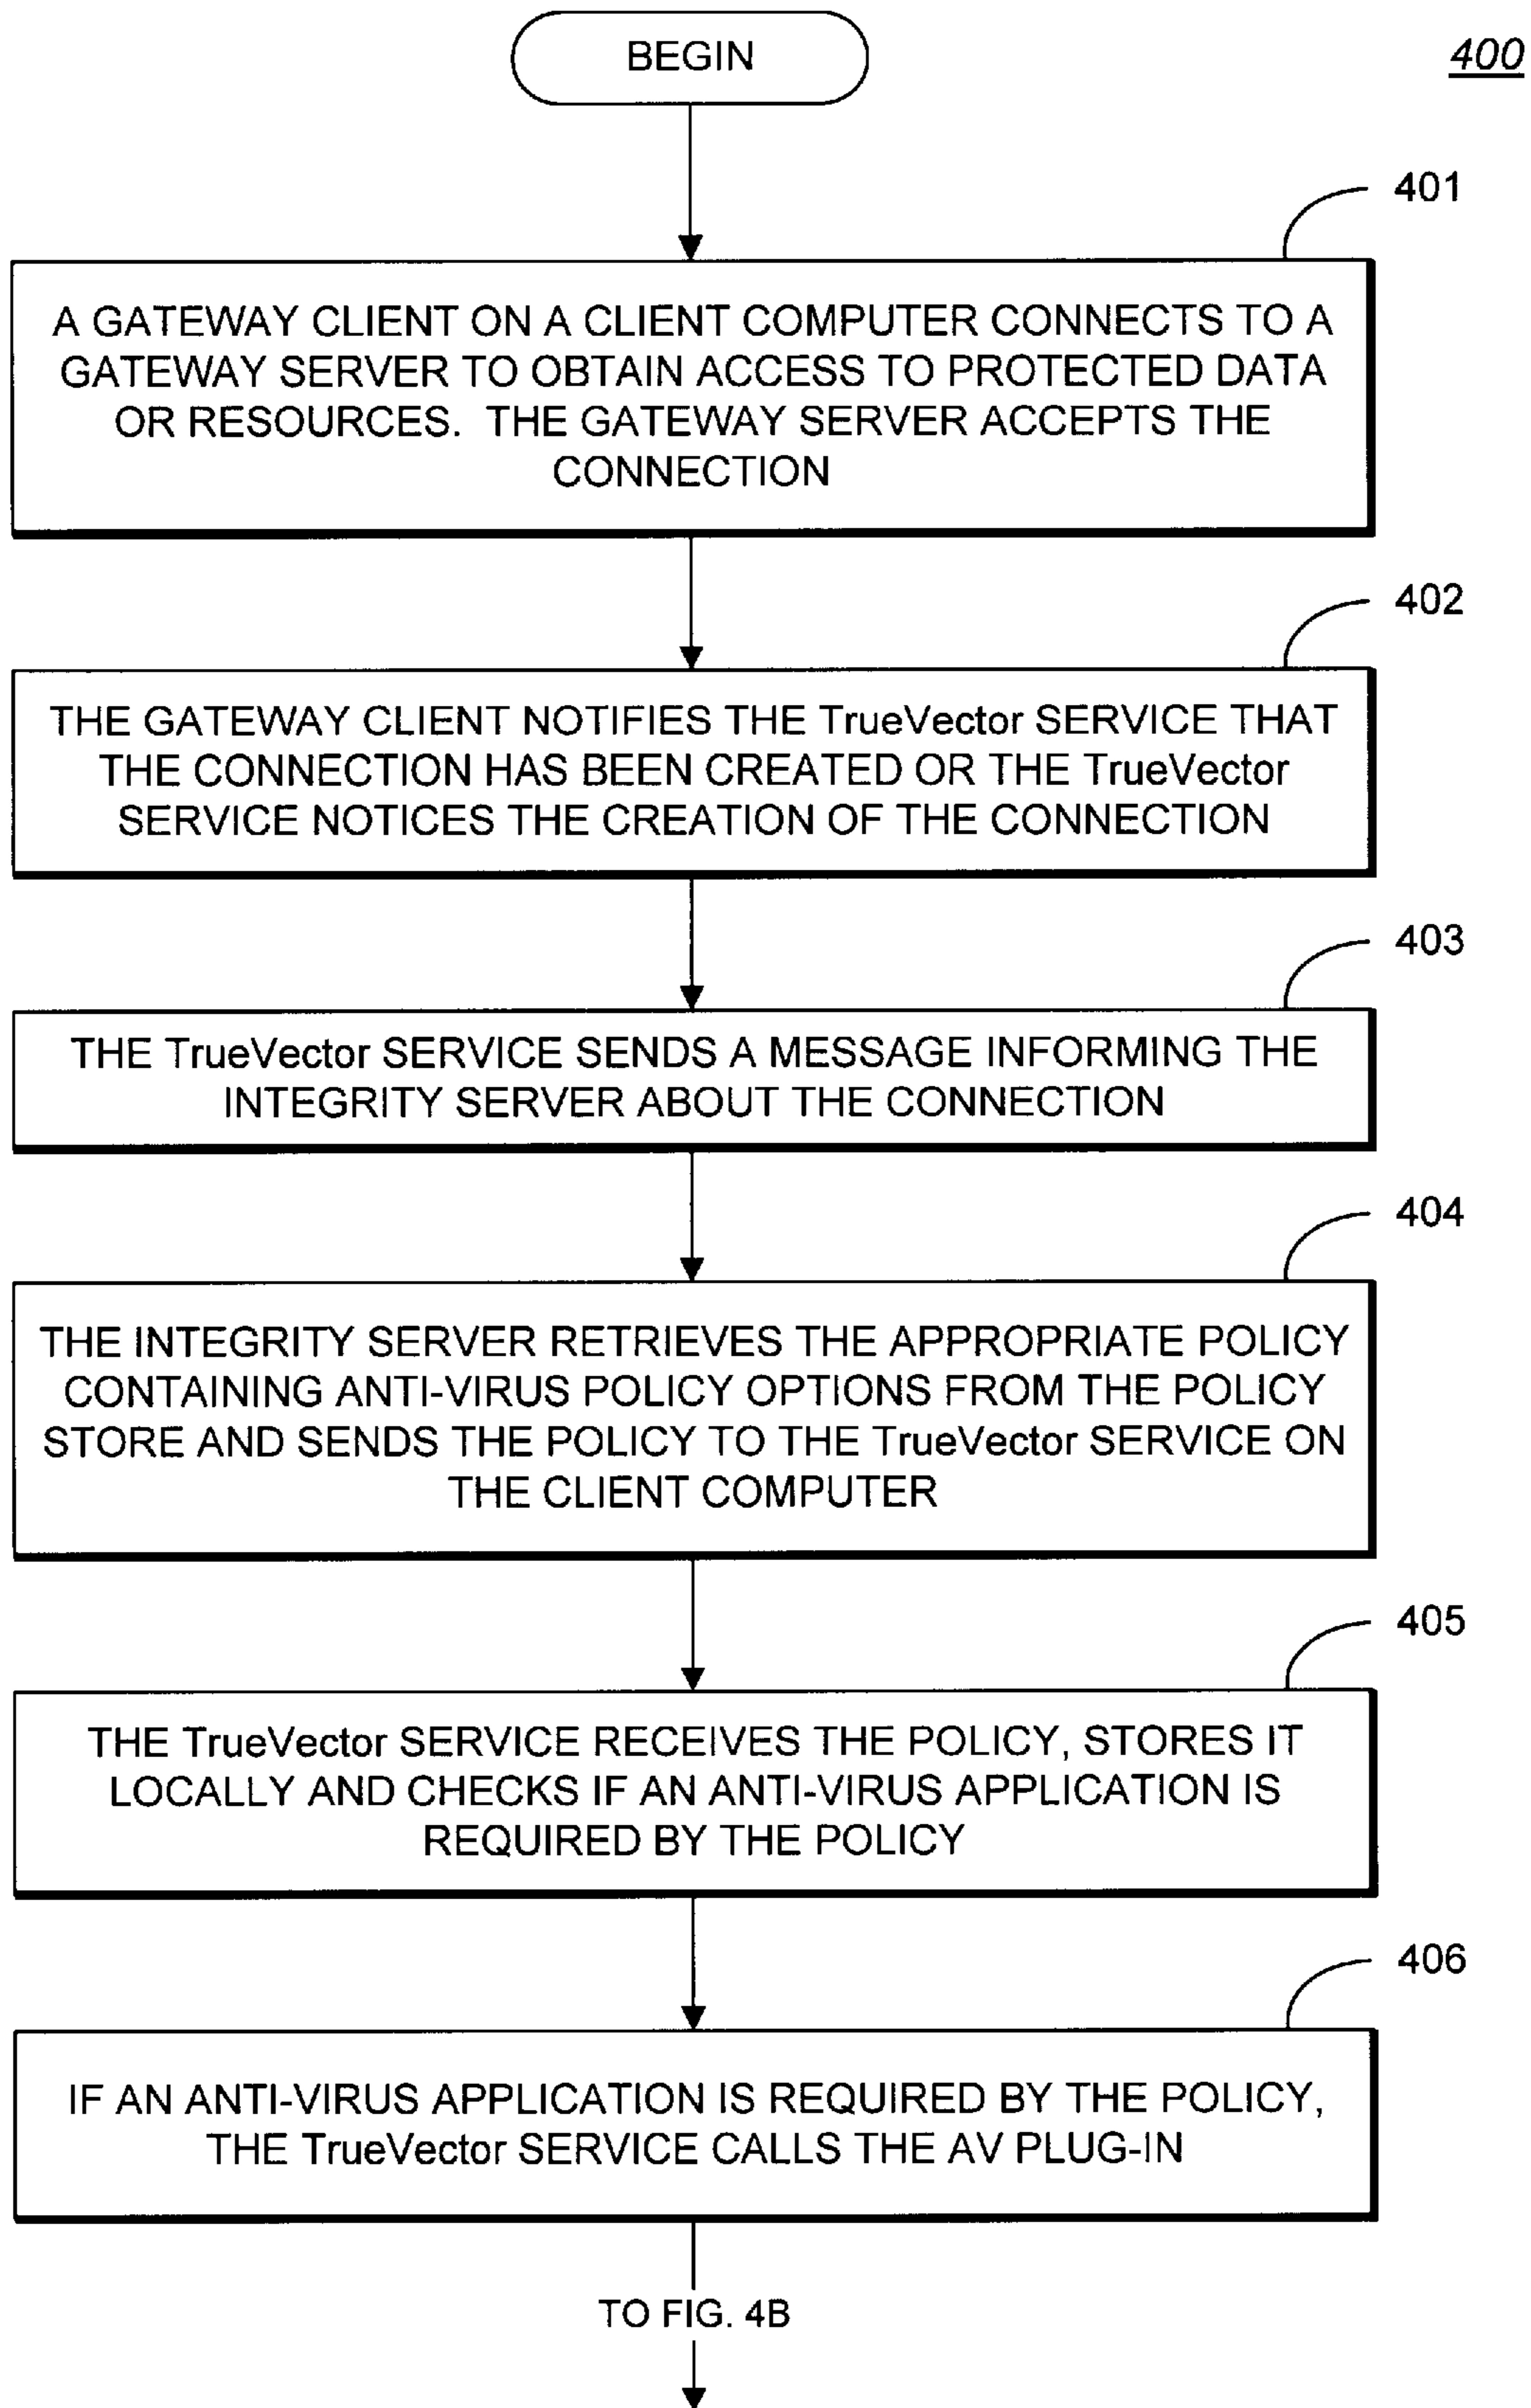 BEGIN
400
401
A GATEWAY CLIENT ON A CLIENT COMPUTER CONNECTS TO A
GATEWAY SERVER TO OBTAIN ACCESS TO PROTECTED DATA
OR RESOURCES. THE GATEWAY SERVER ACCEPTS THE
CONNECTION
402
THE GATEWAY CLIENT NOTIFIES THE TrueVector SERVICE THAT
THE CONNECTION HAS BEEN CREATED OR THE TrueVector
SERVICE NOTICES THE CREATION OF THE CONNECTION
403
THE TrueVector SERVICE SENDS A MESSAGE INFORMING THE
INTEGRITY SERVER ABOUT THE CONNECTION
404
THE INTEGRITY SERVER RETRIEVES THE APPROPRIATE POLICY
CONTAINING ANTI-VIRUS POLICY OPTIONS FROM THE POLICY
STORE AND SENDS THE POLICY TO THE TrueVector SERVICE ON
THE CLIENT COMPUTER
405
THE TrueVector SERVICE RECEIVES THE POLICY, STORES IT
LOCALLY AND CHECKS IF AN ANTI-VIRUS APPLICATION IS
REQUIRED BY THE POLICY
406
IF AN ANTI-VIRUS APPLICATION IS REQUIRED BY THE POLICY,
THE TrueVector SERVICE CALLS THE AV PLUG-IN
TO FIG. 4B